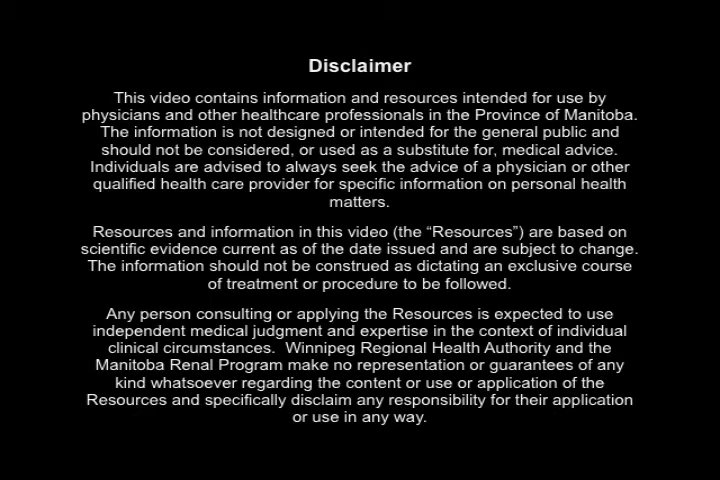 Disclaimer
This video contains information and resources intended for use by
physicians and other healthcare professionals in the Province of Manitoba.
The information is not designed or intended for the general public and
should not be considered, or used as a substitute for, medical advice.
Individuals are advised to always seek the advice of a physician or other
qualified health care provider for specific information on personal health
matters.
Resources and information in this video (the “Resources”) are based on
scientific evidence current as of the date issued and are subject to change.
The information should not be construed as dictating an exclusive course
of treatment or procedure to be followed.
Any person consulting or applying the Resources is expected to use
independent medical judgment and expertise in the context of individual
clinical circumstances.  Winnipeg Regional Health Authority and the
Manitoba Renal Program make no representation or guarantees of any
kind whatsoever regarding the content or use or application of the
Resources and specifically disclaim any responsibility for their application
or use in any way.